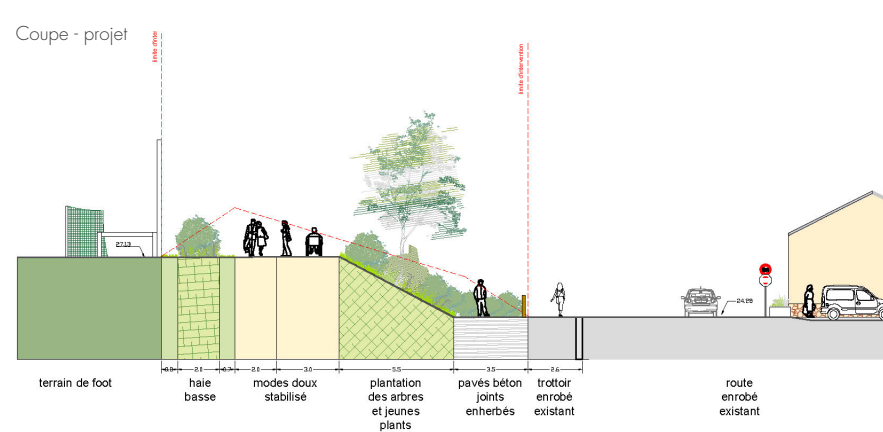 Coupe - projet
limite d'inter
limite d'intervention
27.13
24.28
2.0
3.0
5.5
3.5
2.6
terrain de foot
haie
basse
modes doux
stabilisé
plantation
des arbres
et jeunes
plants
pavés béton
joints
enherbés
trottoir
enrobé
existant
route
enrobé
existant